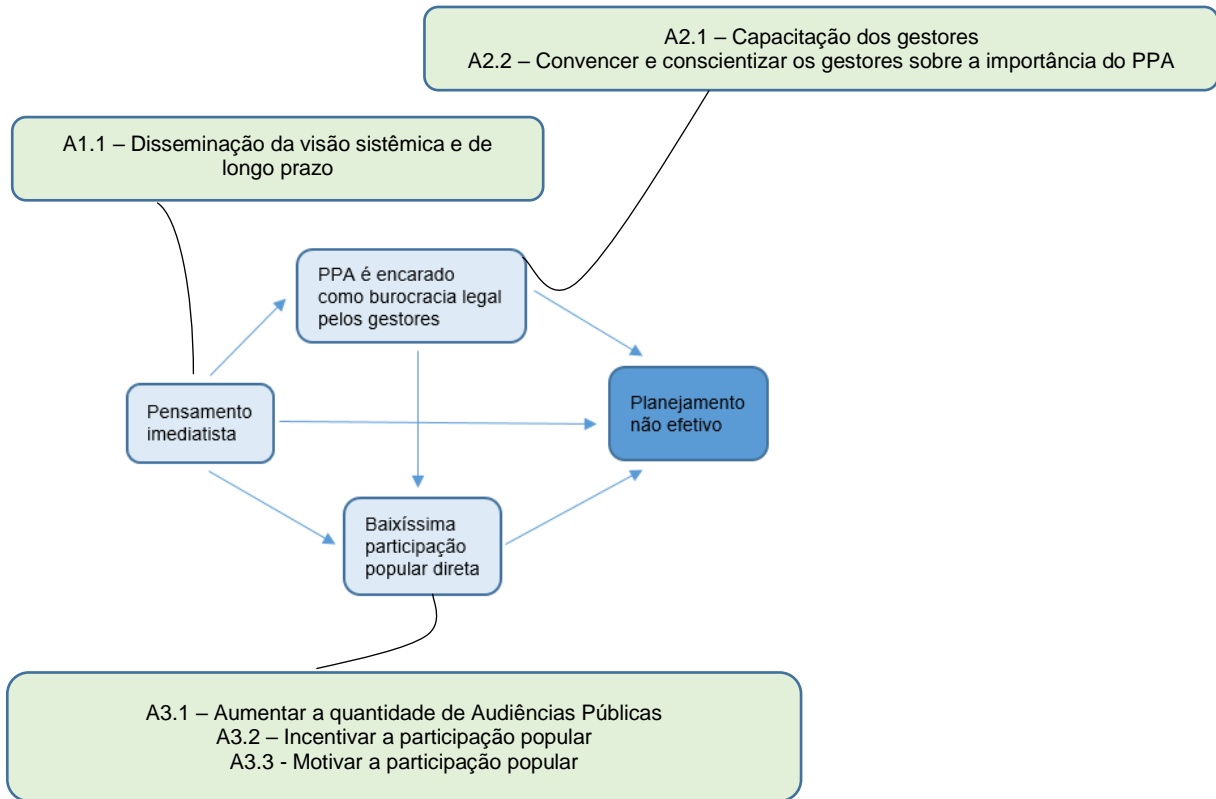 A2.1 – Capacitação dos gestores
A2.2 – Convencer e conscientizar os gestores sobre a importância do PPA
A1.1 – Disseminação da visão sistêmica e de
longo prazo
PPA é encarado
como burocracia legal
pelos gestores
Pensamento
imediatista
Planejamento
não efetivo
Baixíssima
participação
popular direta
A3.1 – Aumentar a quantidade de Audiências Públicas
A3.2 – Incentivar a participação popular
A3.3 - Motivar a participação popular